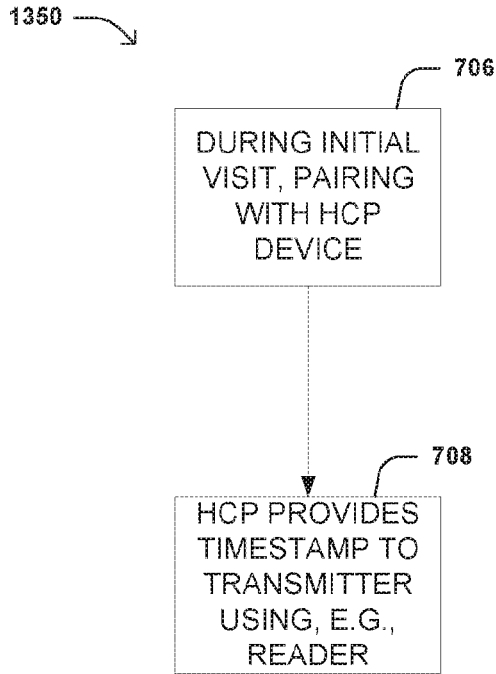 1350
706
DURING INITIAL
VISIT, PAIRING
WITH HCP
DEVICE
708
HCP PROVIDES
TIMESTAMP TO
TRANSMITTER
USING, E.G.,
READER